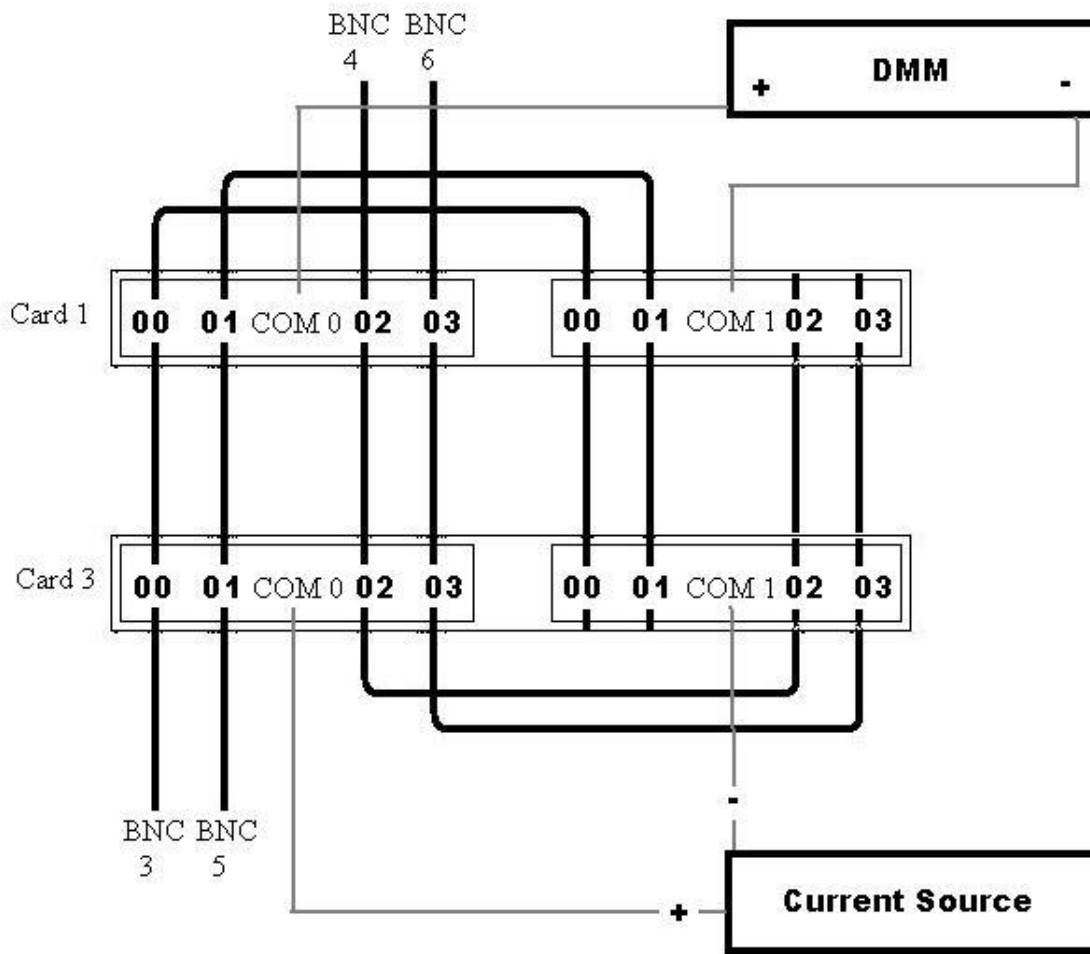 BNC BNC
4 6
DMM
+ -
Card 1
00 01 COM 0 02 03
00 01 COM 1 02 03
Card 3
00 01 COM 0 02 03
00 01 COM 1 02 03
-
BNC BNC
3 5
+
Current Source